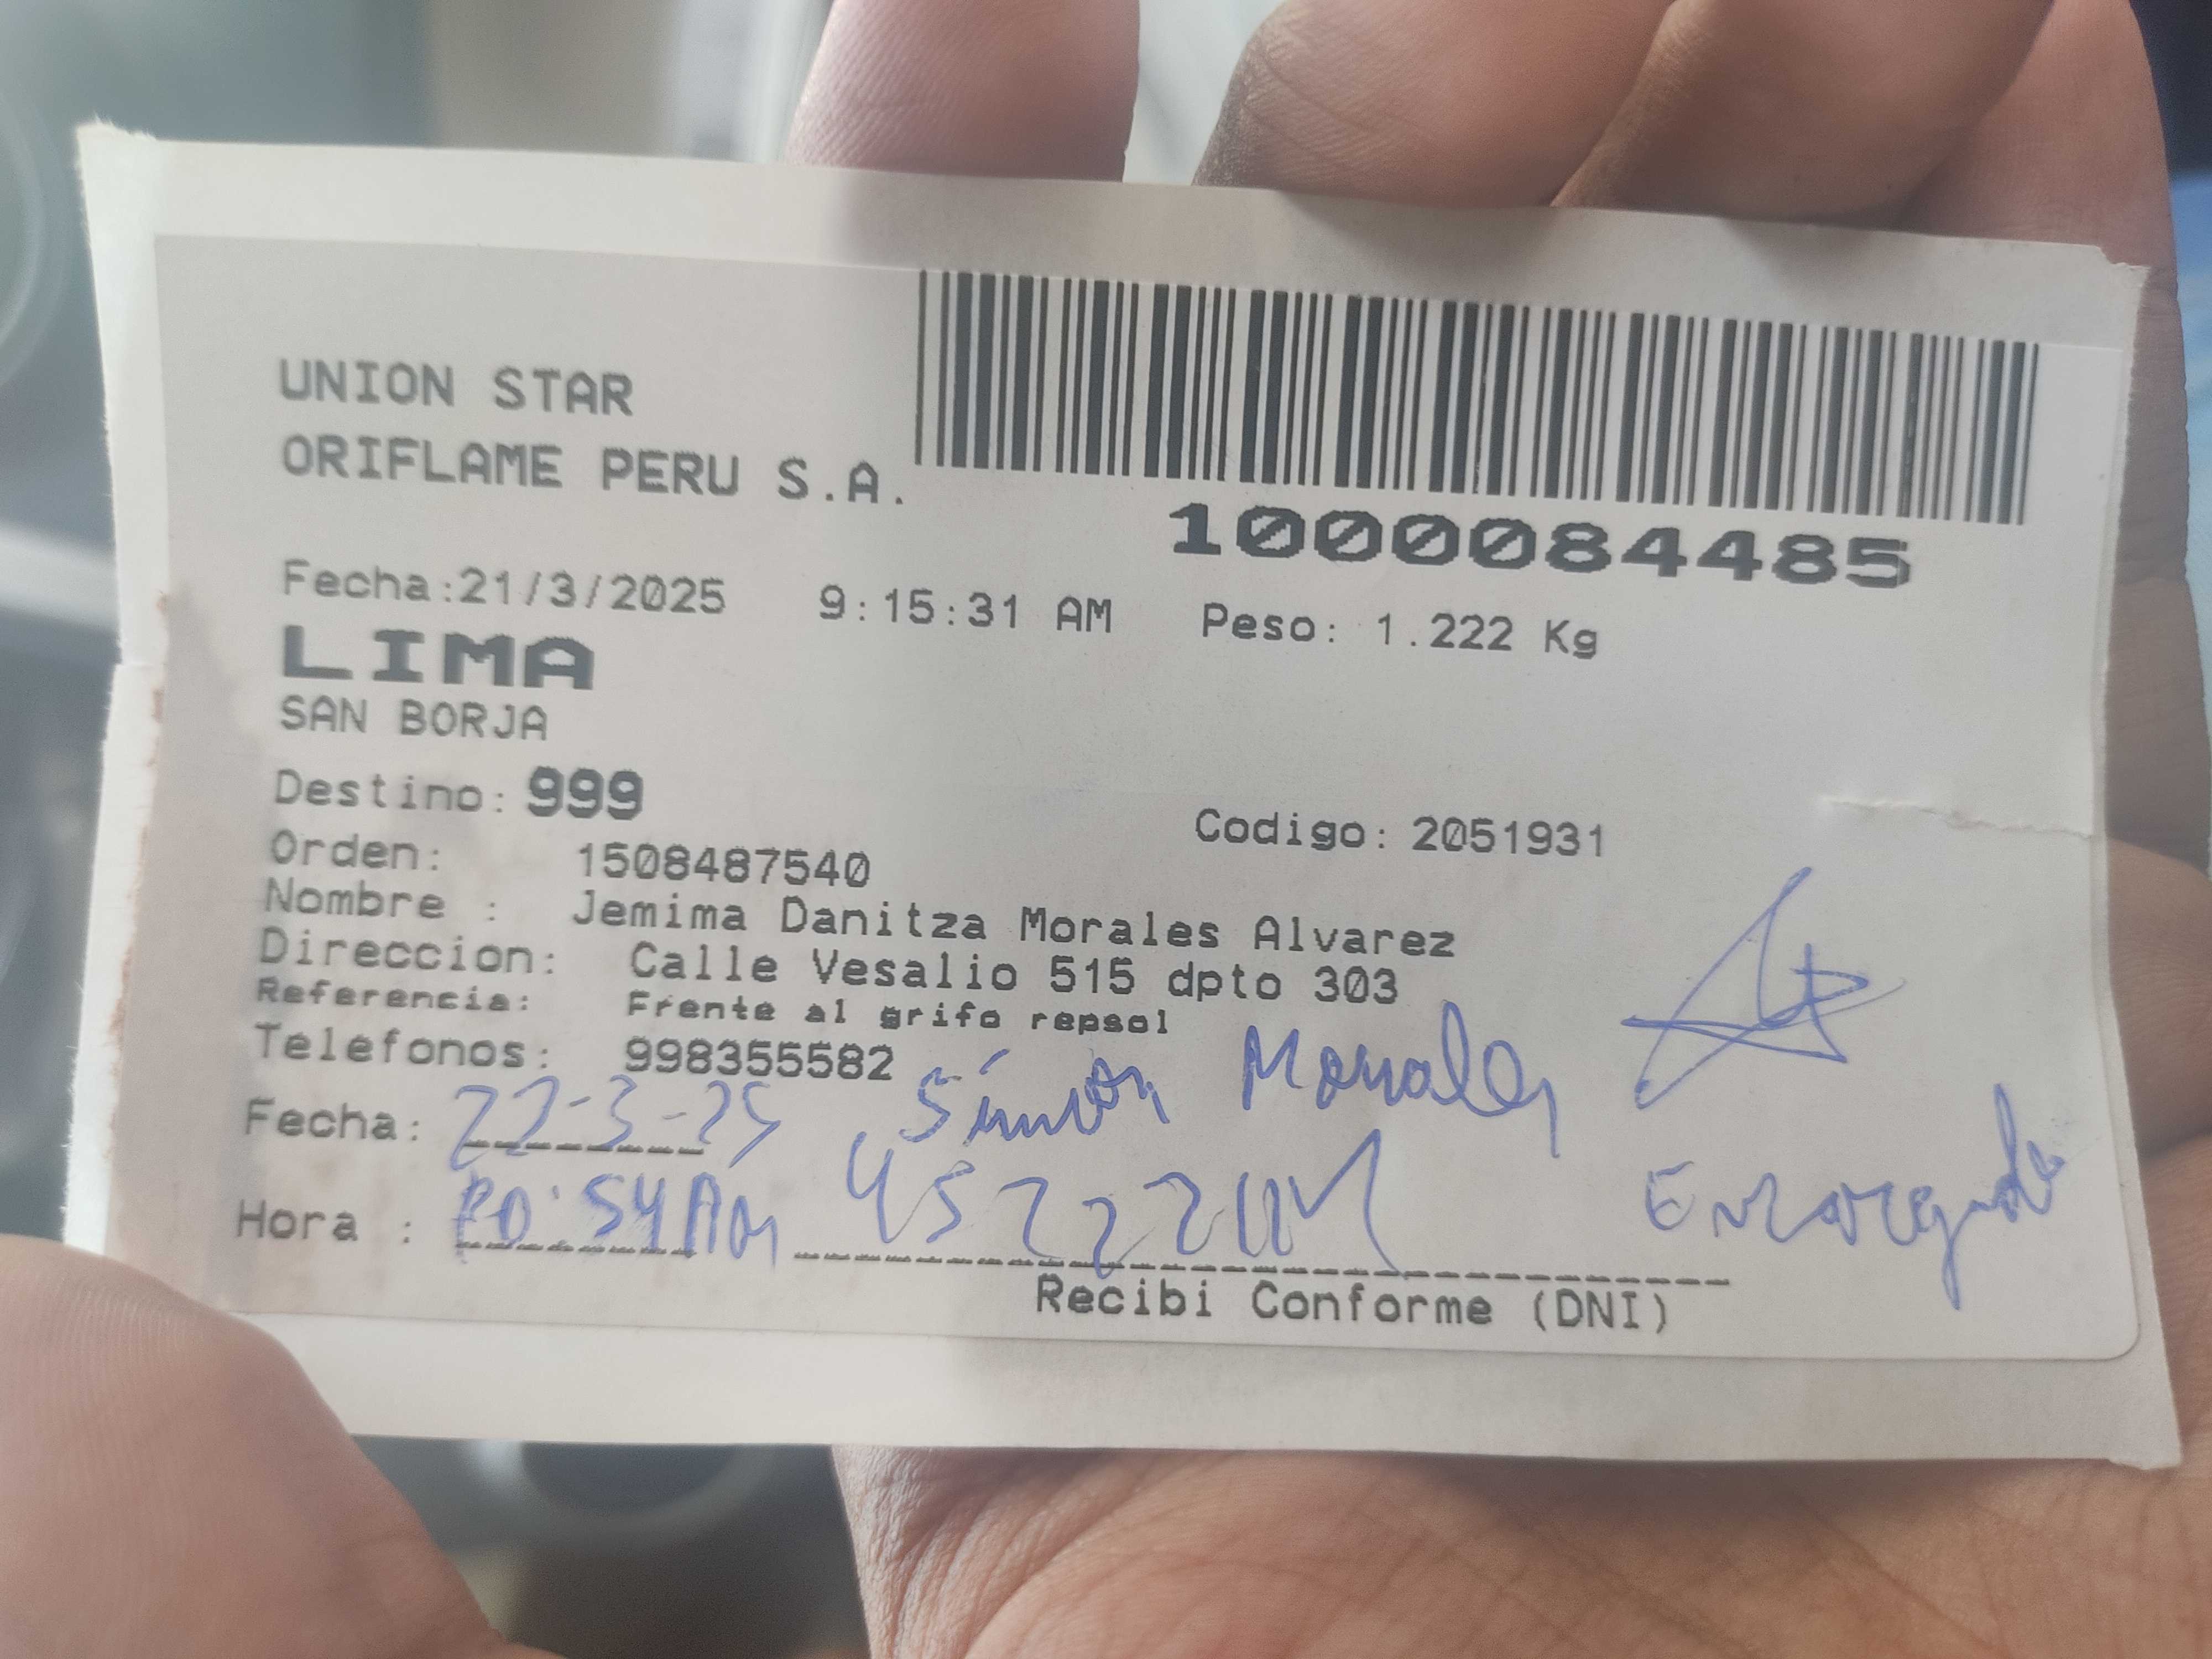 UNION STAR
ORIFLAME PERU S.A.
1000084485
Fecha:21/3/2025 9:15:31 AM Peso: 1.222 Kg
LIMA
SAN BORJA
Destino: 999 Codigo: 2051931
Orden: 1508487540
Nombre : Jemima Danitza Morales Alvarez
Direccion: Calle Vesalio 515 dpto 303
Referencia: Frente al grifo repsol
Telefonos: 998355582
Fecha: 22-3-25 Morales
Hora :
Recibi Conforme (DNI)